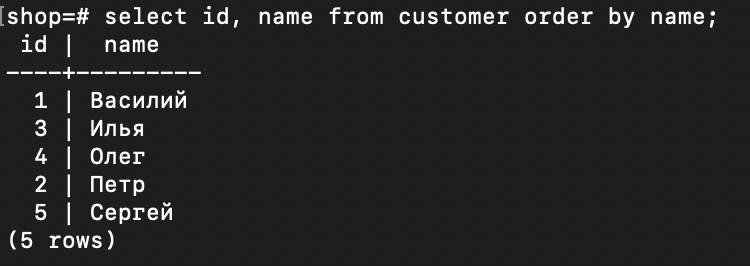 shop=# select id, name from customer order by name;
 id |  name
----+---------
  1 | Василий
  3 | Илья
  4 | Олег
  2 | Петр
  5 | Сергей
(5 rows)